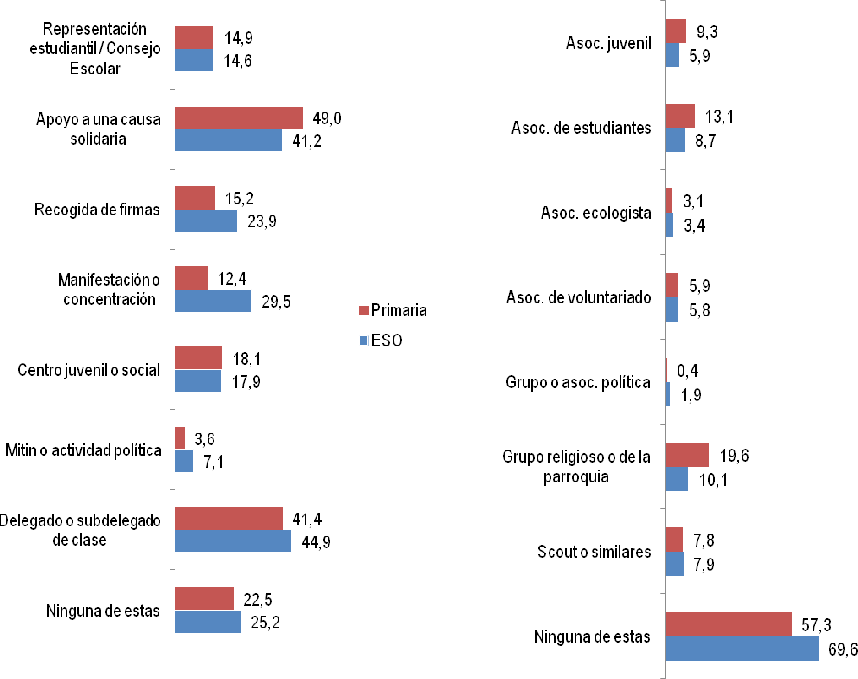 Representación
estudiantil / Consejo
Escolar
14,9
14,6
Apoyo a una causa
solidaria
49,0
41,2
Recogida de firmas
15,2
23,9
Manifestación o
concentración
12,4
29,5
Centro juvenil o social
18,1
17,9
Mitin o actividad política
3,6
7,1
Delegado o subdelegado
de clase
41,4
44,9
Ninguna de estas
22,5
25,2
Primaria
ESO
Asoc. juvenil
9,3
5,9
Asoc. de estudiantes
13,1
8,7
Asoc. ecologista
3,1
3,4
Asoc. de voluntariado
5,9
5,8
Grupo o asoc. política
0,4
1,9
Grupo religioso o de la
parroquia
19,6
10,1
Scout o similares
7,8
7,9
Ninguna de estas
57,3
69,6